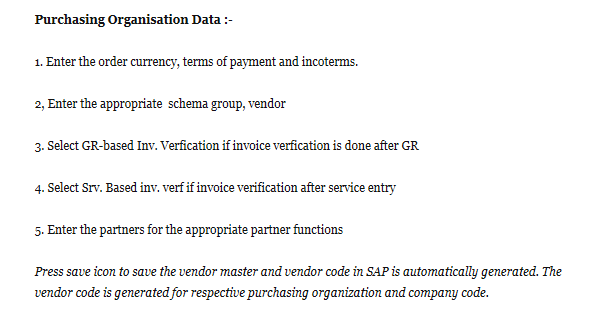 Purchasing Organisation Data :-
1. Enter the order currency, terms of payment and incoterms.
2, Enter the appropriate schema group, vendor
3. Select GR-based Inv. Verfication if invoice verfication is done after GR
4. Select Srv. Based inv. verf if invoice verification after service entry
5. Enter the partners for the appropriate partner functions
Press save icon to save the vendor master and vendor code in SAP is automatically generated. The
vendor code is generated for respective purchasing organization and company code.